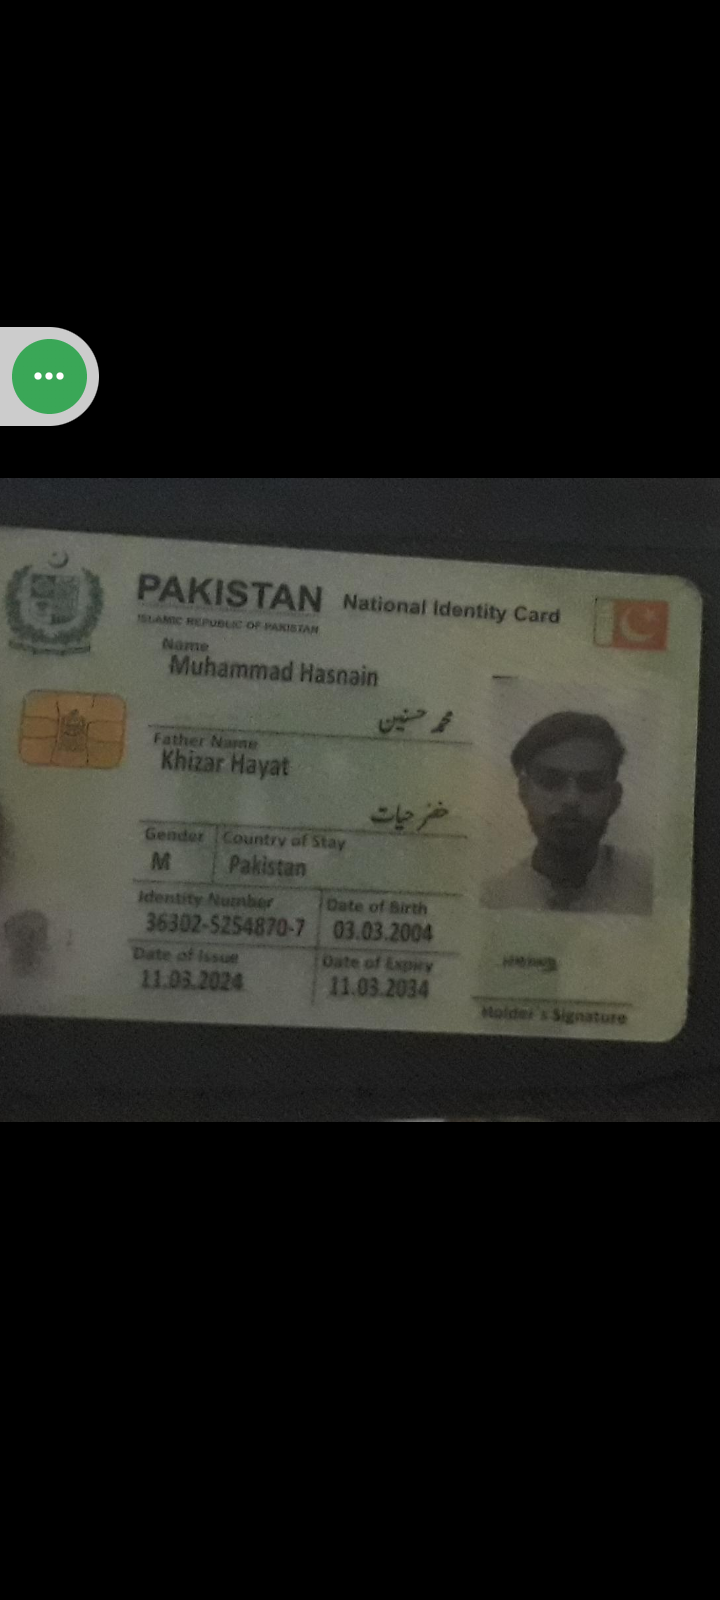 PAKISTAN National Identity Card
ISLAMIC REPUBLIC OF PAKISTAN
Name
Muhammad Hasnain
محمد حسنین
Father Name
Khizar Hayat
خضر حیات
Gender Country of Stay
M Pakistan
Identity Number Date of Birth
36302-5254870-7 03.03.2004
Date of Issue Date of Expiry
11.03.2024 11.03.2034
Holder's Signature